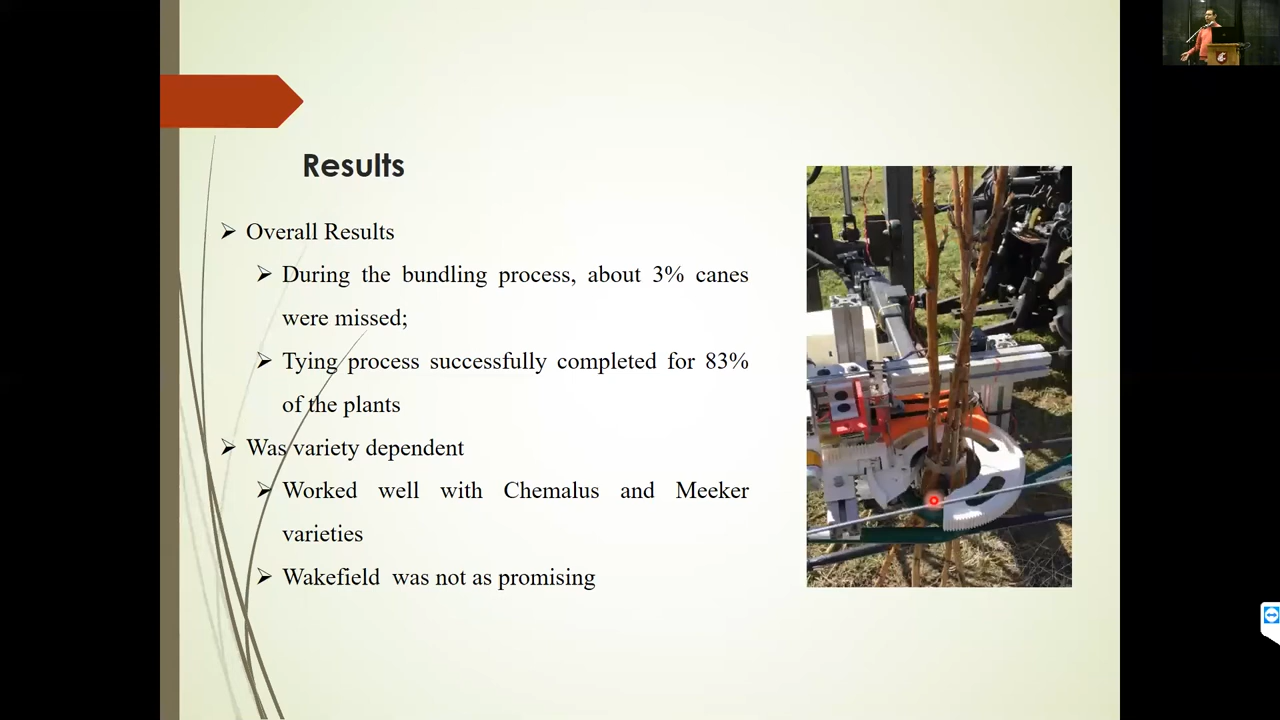 Results
Overall Results
During the bundling process, about 3% canes
were missed;
Tying process successfully completed for 83%
of the plants
Was variety dependent
Worked well with Chemalus and Meeker
varieties
Wakefield was not as promising